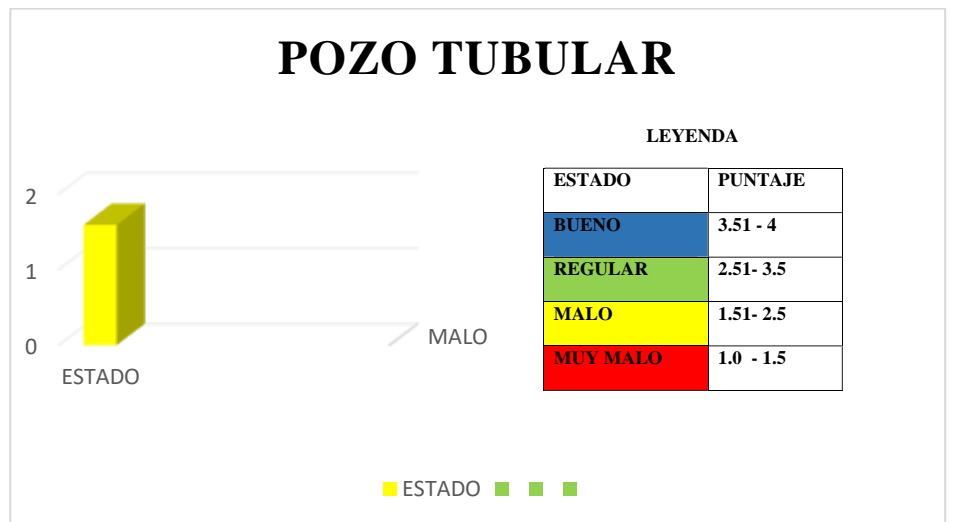 POZO TUBULAR
2
1
0
ESTADO
MALO
LEYENDA
ESTADO PUNTAJE
BUENO 3.51 - 4
REGULAR 2.51- 3.5
MALO 1.51- 2.5
MUY MALO 1.0 - 1.5
ESTADO